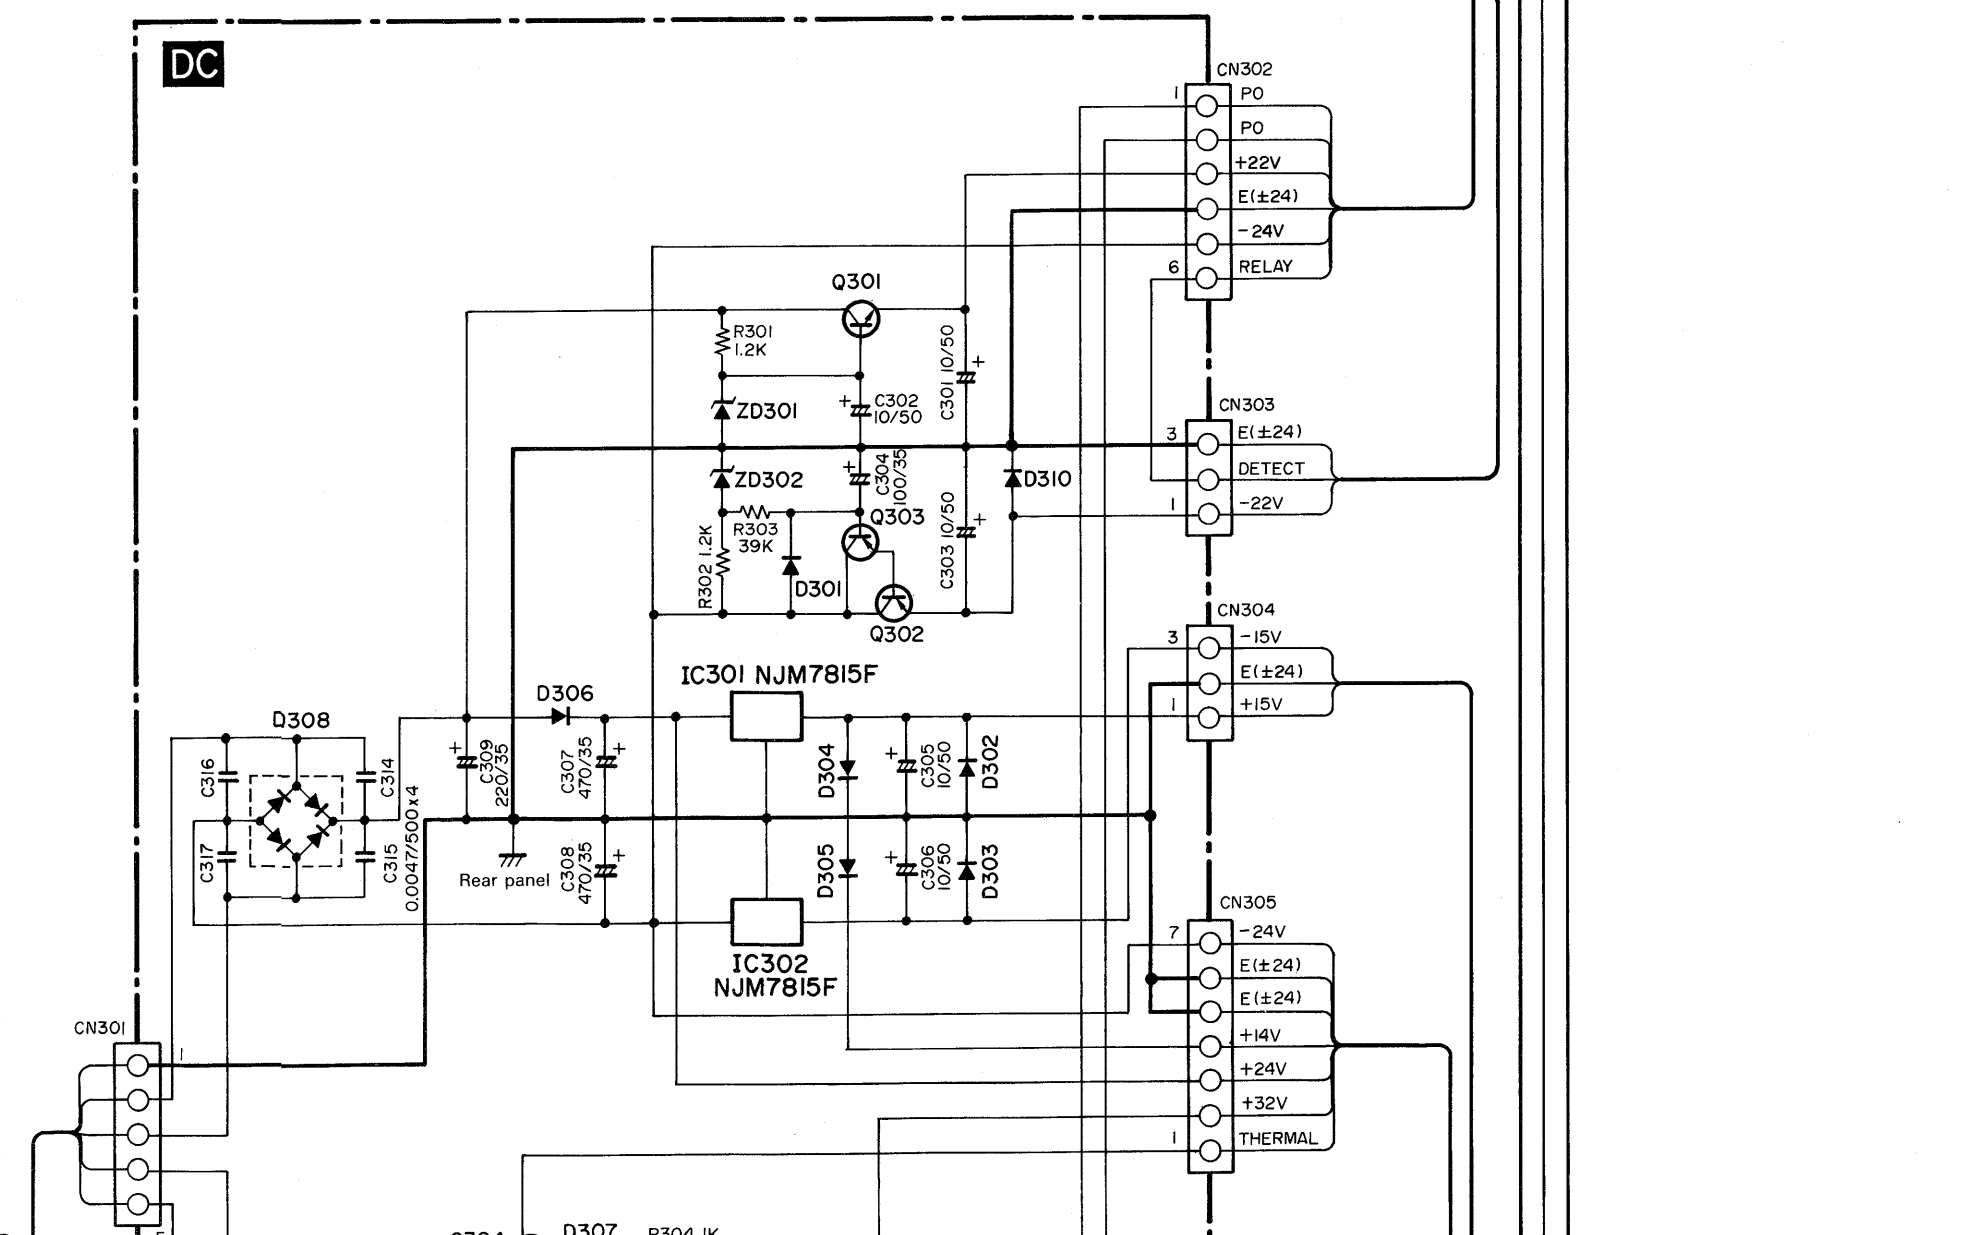 DC
CN302
1
PO
PO
+22V
E(±24)
-24V
6
RELAY
Q301
R301
1.2K
C301 10/50
+
ZD301
+
C302
10/50
CN303
3
E(±24)
DETECT
1
-22V
ZD302
+
C304
100/35
D310
R303
39K
Q303
R302 1.2K
D301
C303 10/50
+
Q302
CN304
3
-15V
E(±24)
1
+15V
IC301 NJM7815F
D306
D308
C316
C314
C317
C315
0.0047/500x4
+
C309
220/35
C307
470/35
+
D304
+
C305
10/50
D302
Rear panel
C308
470/35
+
D305
+
C306
10/50
D303
IC302
NJM7815F
CN305
7
-24V
E(±24)
E(±24)
+14V
+24V
+32V
1
THERMAL
CN301
1
D307
R304 1K